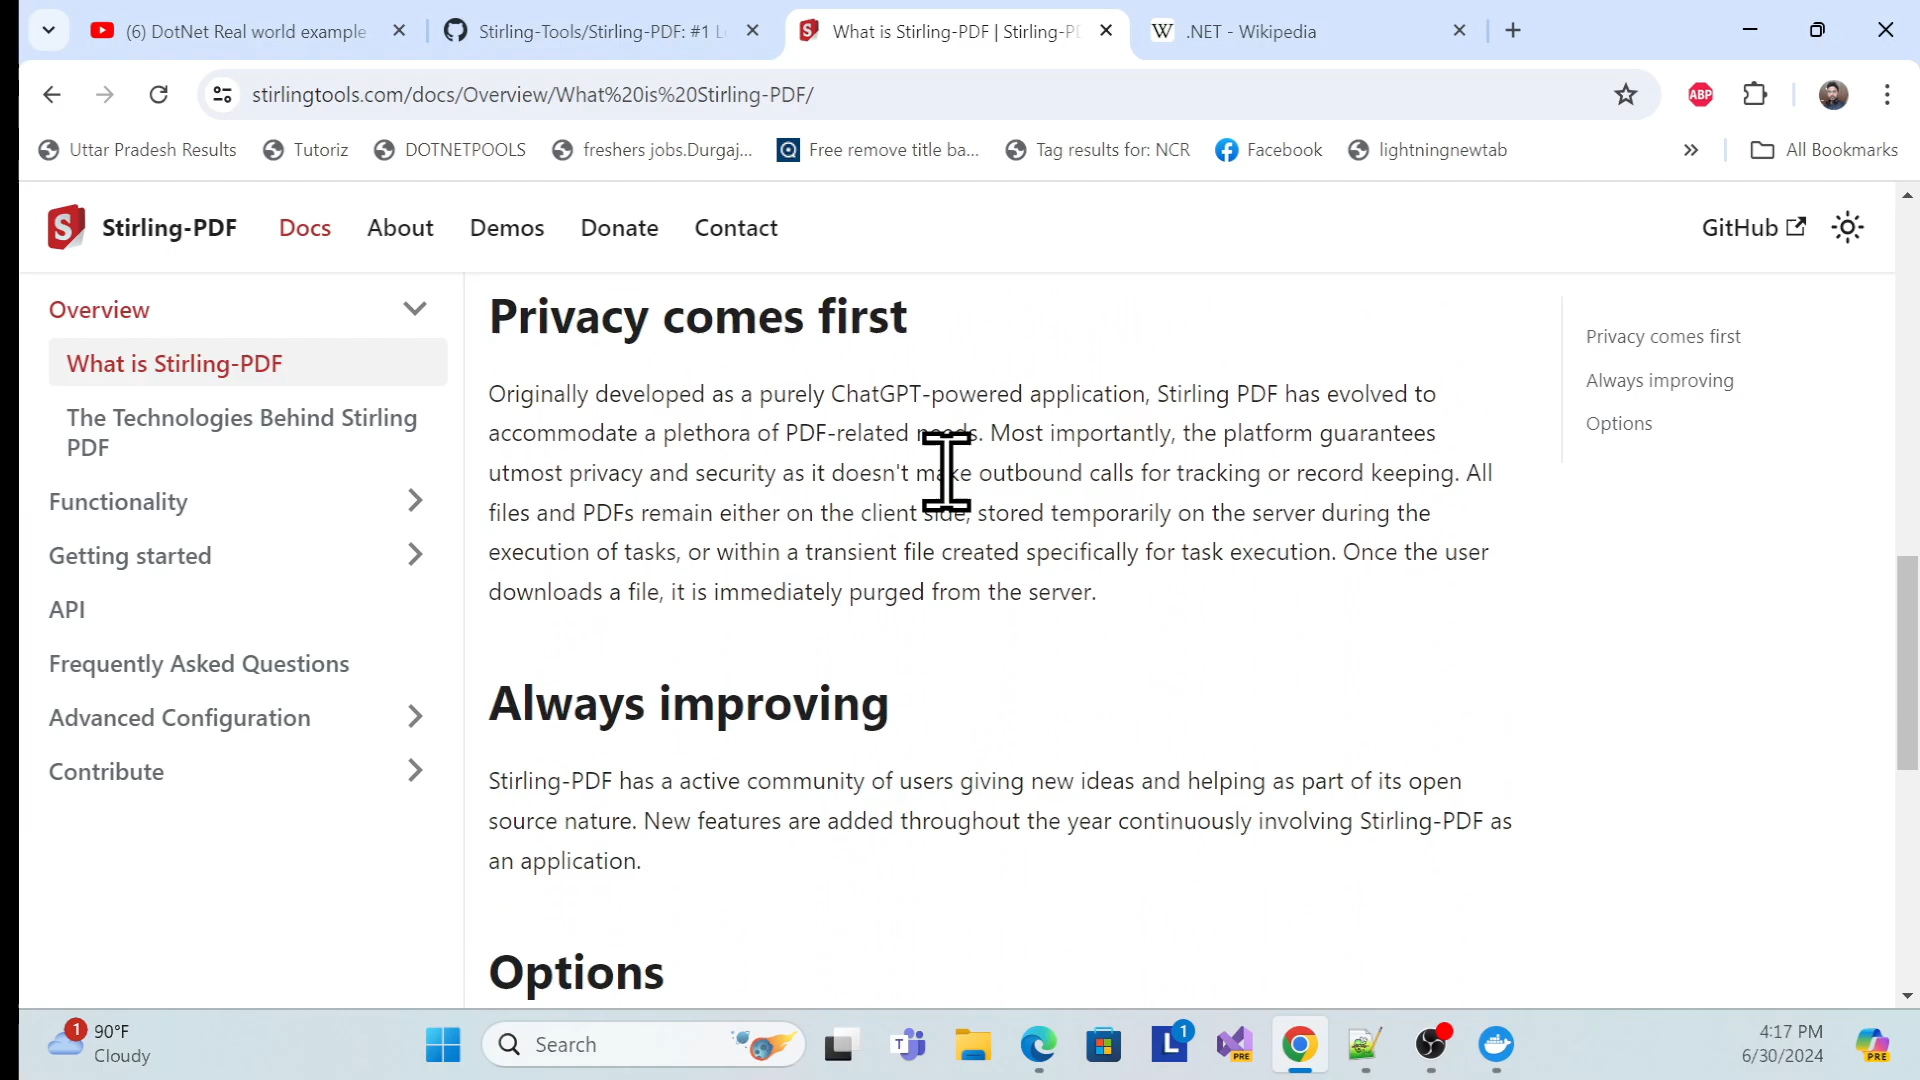 (6) DotNet Real world example
Stirling-Tools/Stirling-PDF: #1 L
What is Stirling-PDF | Stirling-PD
.NET - Wikipedia
stirlingtools.com/docs/Overview/What%20is%20Stirling-PDF/
ABP
Uttar Pradesh Results
Tutoriz
DOTNETPOOLS
freshers jobs.Durgaj...
Free remove title ba...
Tag results for: NCR
Facebook
lightningnewtab
All Bookmarks
Stirling-PDF
Docs
About
Demos
Donate
Contact
GitHub
Overview
What is Stirling-PDF
The Technologies Behind Stirling
PDF
Functionality
Getting started
API
Frequently Asked Questions
Advanced Configuration
Contribute
Privacy comes first
Originally developed as a purely ChatGPT-powered application, Stirling PDF has evolved to
accommodate a plethora of PDF-related needs. Most importantly, the platform guarantees
utmost privacy and security as it doesn't make outbound calls for tracking or record keeping. All
files and PDFs remain either on the client side, stored temporarily on the server during the
execution of tasks, or within a transient file created specifically for task execution. Once the user
downloads a file, it is immediately purged from the server.
Always improving
Stirling-PDF has a active community of users giving new ideas and helping as part of its open
source nature. New features are added throughout the year continuously involving Stirling-PDF as
an application.
Options
Privacy comes first
Always improving
Options
1
90°F
Cloudy
Search
T
L
1
PRE
4:17 PM
6/30/2024
PRE